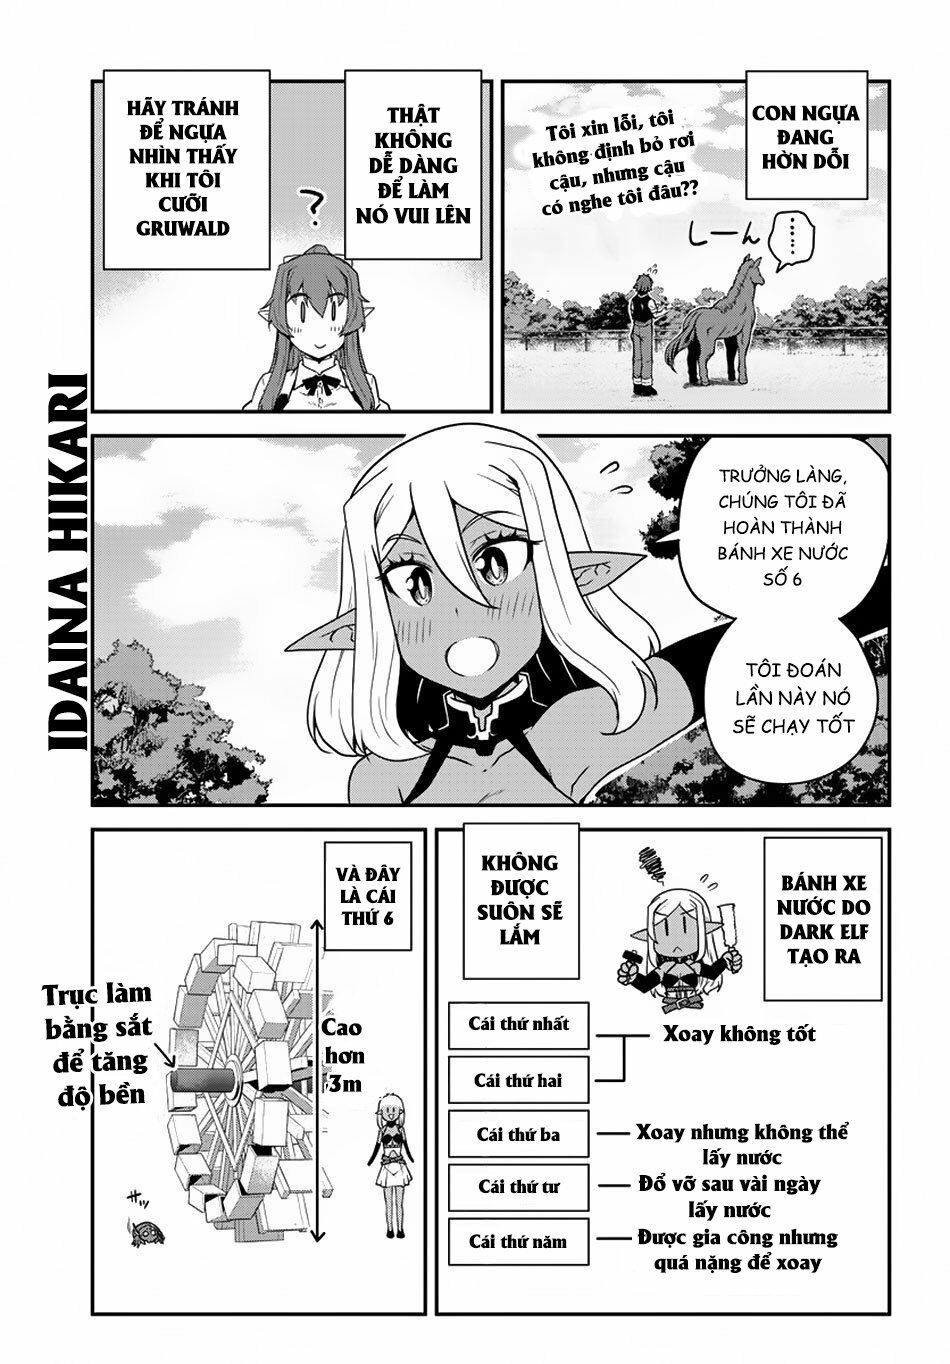 CON NGỰA
ĐANG
HỜN DỖI
Tôi xin lỗi, tôi
không định bỏ rơi
cậu, nhưng cậu
có nghe tôi đâu??
しーん
THẬT
KHÔNG
DỄ DÀNG
ĐỂ LÀM
NÓ VUI LÊN
HÃY TRÁNH
ĐỂ NGỰA
NHÌN THẤY
KHI TÔI
CƯỠI
GRUWALD
?
IDAINA HIKARI
TRƯỞNG LÀNG,
CHÚNG TÔI ĐÃ
HOÀN THÀNH
BÁNH XE NƯỚC
SỐ 6
TÔI ĐOÁN
LẦN NÀY NÓ
SẼ CHẠY TỐT
BÁNH XE
NƯỚC DO
DARK ELF
TẠO RA
KHÔNG
ĐƯỢC
SUÔN SẺ
LẮM
Cái thứ nhất
Xoay không tốt
Cái thứ hai
Cái thứ ba
Xoay nhưng không thể
lấy nước
Cái thứ tư
Đổ vỡ sau vài ngày
lấy nước
Cái thứ năm
Được gia công nhưng
quá nặng để xoay
VÀ ĐÂY
LÀ CÁI
THỨ 6
Trục làm
bằng sắt
để tăng
độ bền
Cao
hơn
3m